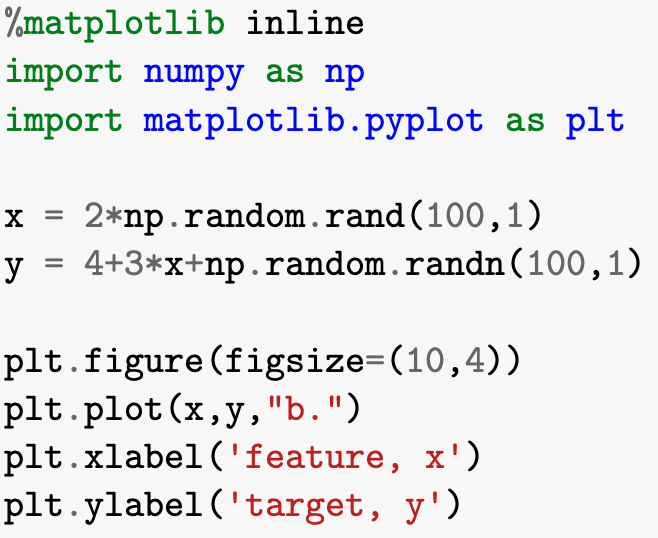 %matplotlib inline
import numpy as np
import matplotlib.pyplot as plt

x = 2*np.random.rand(100,1)
y = 4+3*x+np.random.randn(100,1)

plt.figure(figsize=(10,4))
plt.plot(x,y,"b.")
plt.xlabel('feature, x')
plt.ylabel('target, y')